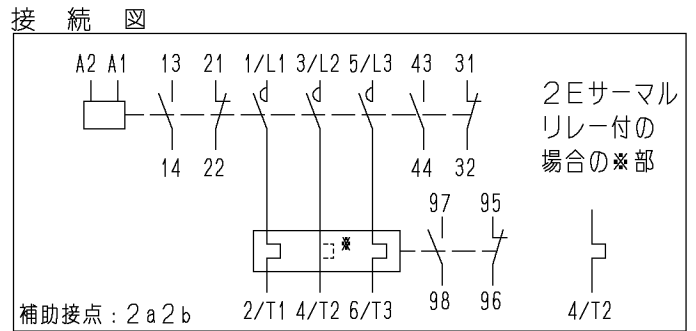 接続図
A2 A1 13 21 1/L1 3/L2 5/L3 43 31
14 22 44 32
2Eサーマル
リレー付の
場合の※部
97 95
※
98 96
2/T1 4/T2 6/T3
4/T2
補助接点:2a2b